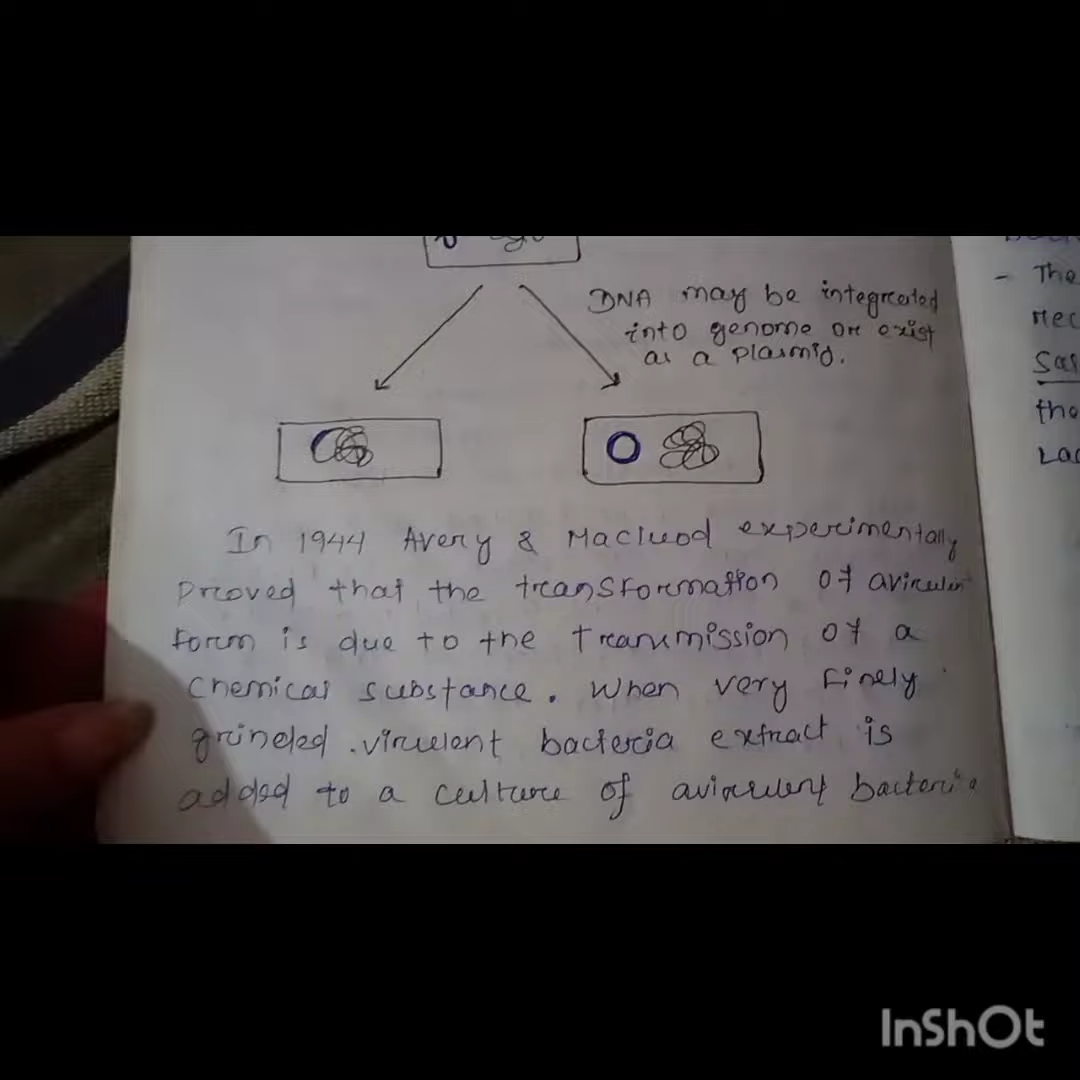 DNA may be integrated
into genome or exist
as a plasmid.
In 1944 Avery & Macleod experimentally
proved that the transformation of avirulent
form is due to the transmission of a
chemical substance. When very finely
grinded virulent bacteria extract is
added to a culture of avirulent bacteria
- The
the
InShOt